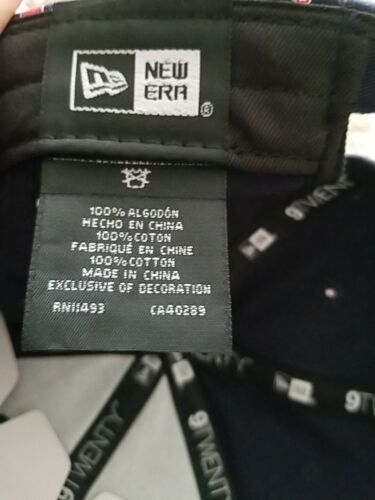 NEW
ERA
®
100% ALGODÓN
HECHO EN CHINA
100% COTON
FABRIQUÉ EN CHINE
100% COTTON
MADE IN CHINA
EXCLUSIVE OF DECORATION
RN11493 CA40289
9TWENTY
9TWENTY
9TWENTY
9TWENTY